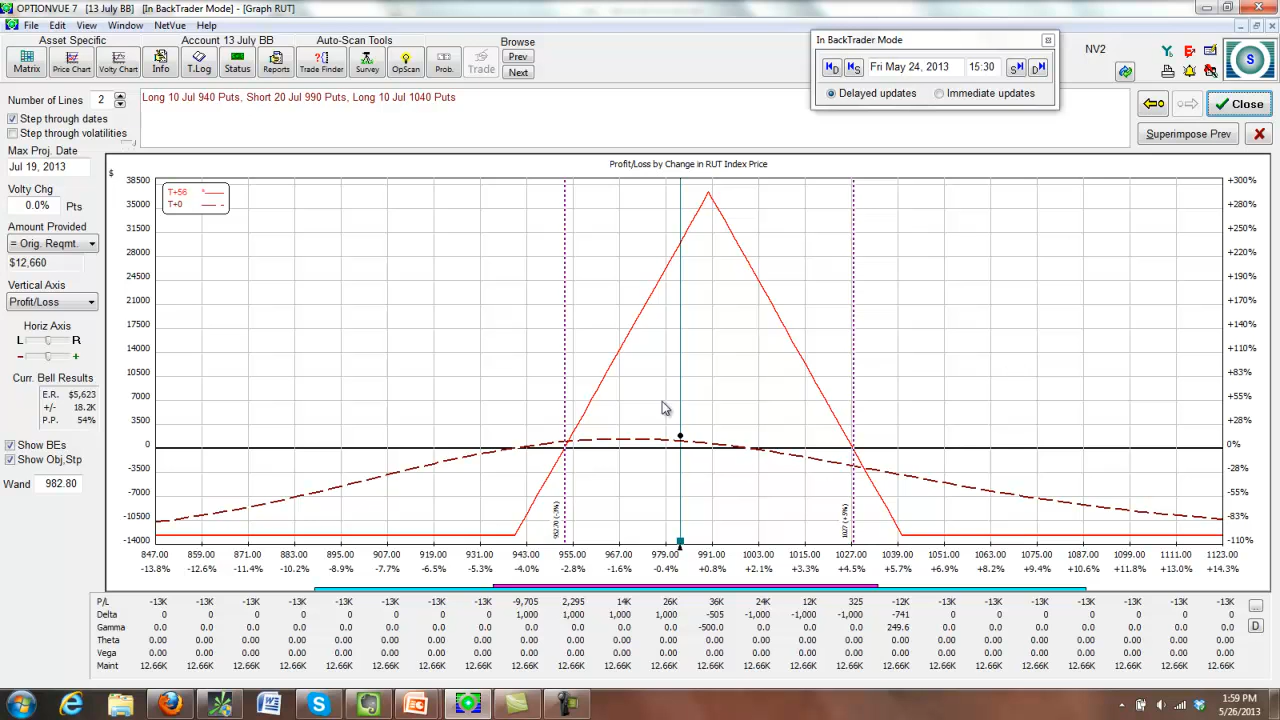 OPTIONVUE 7 [13 July BB] [In BackTrader Mode] - [Graph RUT]
File Edit View Window NetVue Help
Asset Specific Account 13 July BB Auto-Scan Tools Browse
Matrix Price Chart Volty Chart Info T.Log Status Reports Trade Finder Survey OpScan Prob. Trade Prev Next
In BackTrader Mode
Fri May 24, 2013 15:30
Delayed updates Immediate updates
NV2
Close
Superimpose Prev
Number of Lines 2
Step through dates
Step through volatilities
Long 10 Jul 940 Puts, Short 20 Jul 990 Puts, Long 10 Jul 1040 Puts
Max Proj. Date
Jul 19, 2013
Volty Chg
0.0% Pts
Amount Provided
= Orig. Reqmt.
$12,660
Vertical Axis
Profit/Loss
Horiz Axis
L R
- +
Curr. Bell Results
E.R. $5,623
+/- 18.2K
P.P. 54%
Show BEs
Show Obj,Stp
Wand 982.80
Profit/Loss by Change in RUT Index Price
$
T+56
T+0
38500 +300%
35000 +280%
31500 +250%
28000 +220%
24500 +190%
21000 +170%
17500 +140%
14000 +110%
10500 +83%
7000 +55%
3500 +28%
0 0%
-3500 -28%
-7000 -55%
-10500 -83%
-14000 -110%
847.00 859.00 871.00 883.00 895.00 907.00 919.00 931.00 943.00 955.00 967.00 979.00 991.00 1003.00 1015.00 1027.00 1039.00 1051.00 1063.00 1075.00 1087.00 1099.00 1111.00 1123.00
-13.8% -12.6% -11.4% -10.2% -8.9% -7.7% -6.5% -5.3% -4.0% -2.8% -1.6% -0.4% +0.8% +2.1% +3.3% +4.5% +5.7% +6.9% +8.2% +9.4% +10.6% +11.8% +13.0% +14.3%
P/L -13K -13K -13K -13K -13K -13K -13K -13K -9,705 2,295 14K 26K 36K 24K 12K 325 -12K -13K -13K -13K -13K -13K -13K -13K
Delta 0 0 0 0 0 0 0 0 1,000 1,000 1,000 1,000 -505 -1,000 -1,000 -1,000 -741 0 0 0 0 0 0 0
Gamma 0.0 0.0 0.0 0.0 0.0 0.0 0.0 0.0 0.0 0.0 0.0 0.0 -500.0 0.0 0.0 0.0 249.6 0.0 0.0 0.0 0.0 0.0 0.0 0.0
Theta 0.00 0.00 0.00 0.00 0.00 0.00 0.00 0.00 0.00 0.00 0.00 0.00 0.00 0.00 0.00 0.00 0.00 0.00 0.00 0.00 0.00 0.00 0.00 0.00
Vega 0.00 0.00 0.00 0.00 0.00 0.00 0.00 0.00 0.00 0.00 0.00 0.00 0.00 0.00 0.00 0.00 0.00 0.00 0.00 0.00 0.00 0.00 0.00 0.00
Maint 12.66K 12.66K 12.66K 12.66K 12.66K 12.66K 12.66K 12.66K 12.66K 12.66K 12.66K 12.66K 12.66K 12.66K 12.66K 12.66K 12.66K 12.66K 12.66K 12.66K 12.66K 12.66K 12.66K 12.66K
1:59 PM
5/26/2013